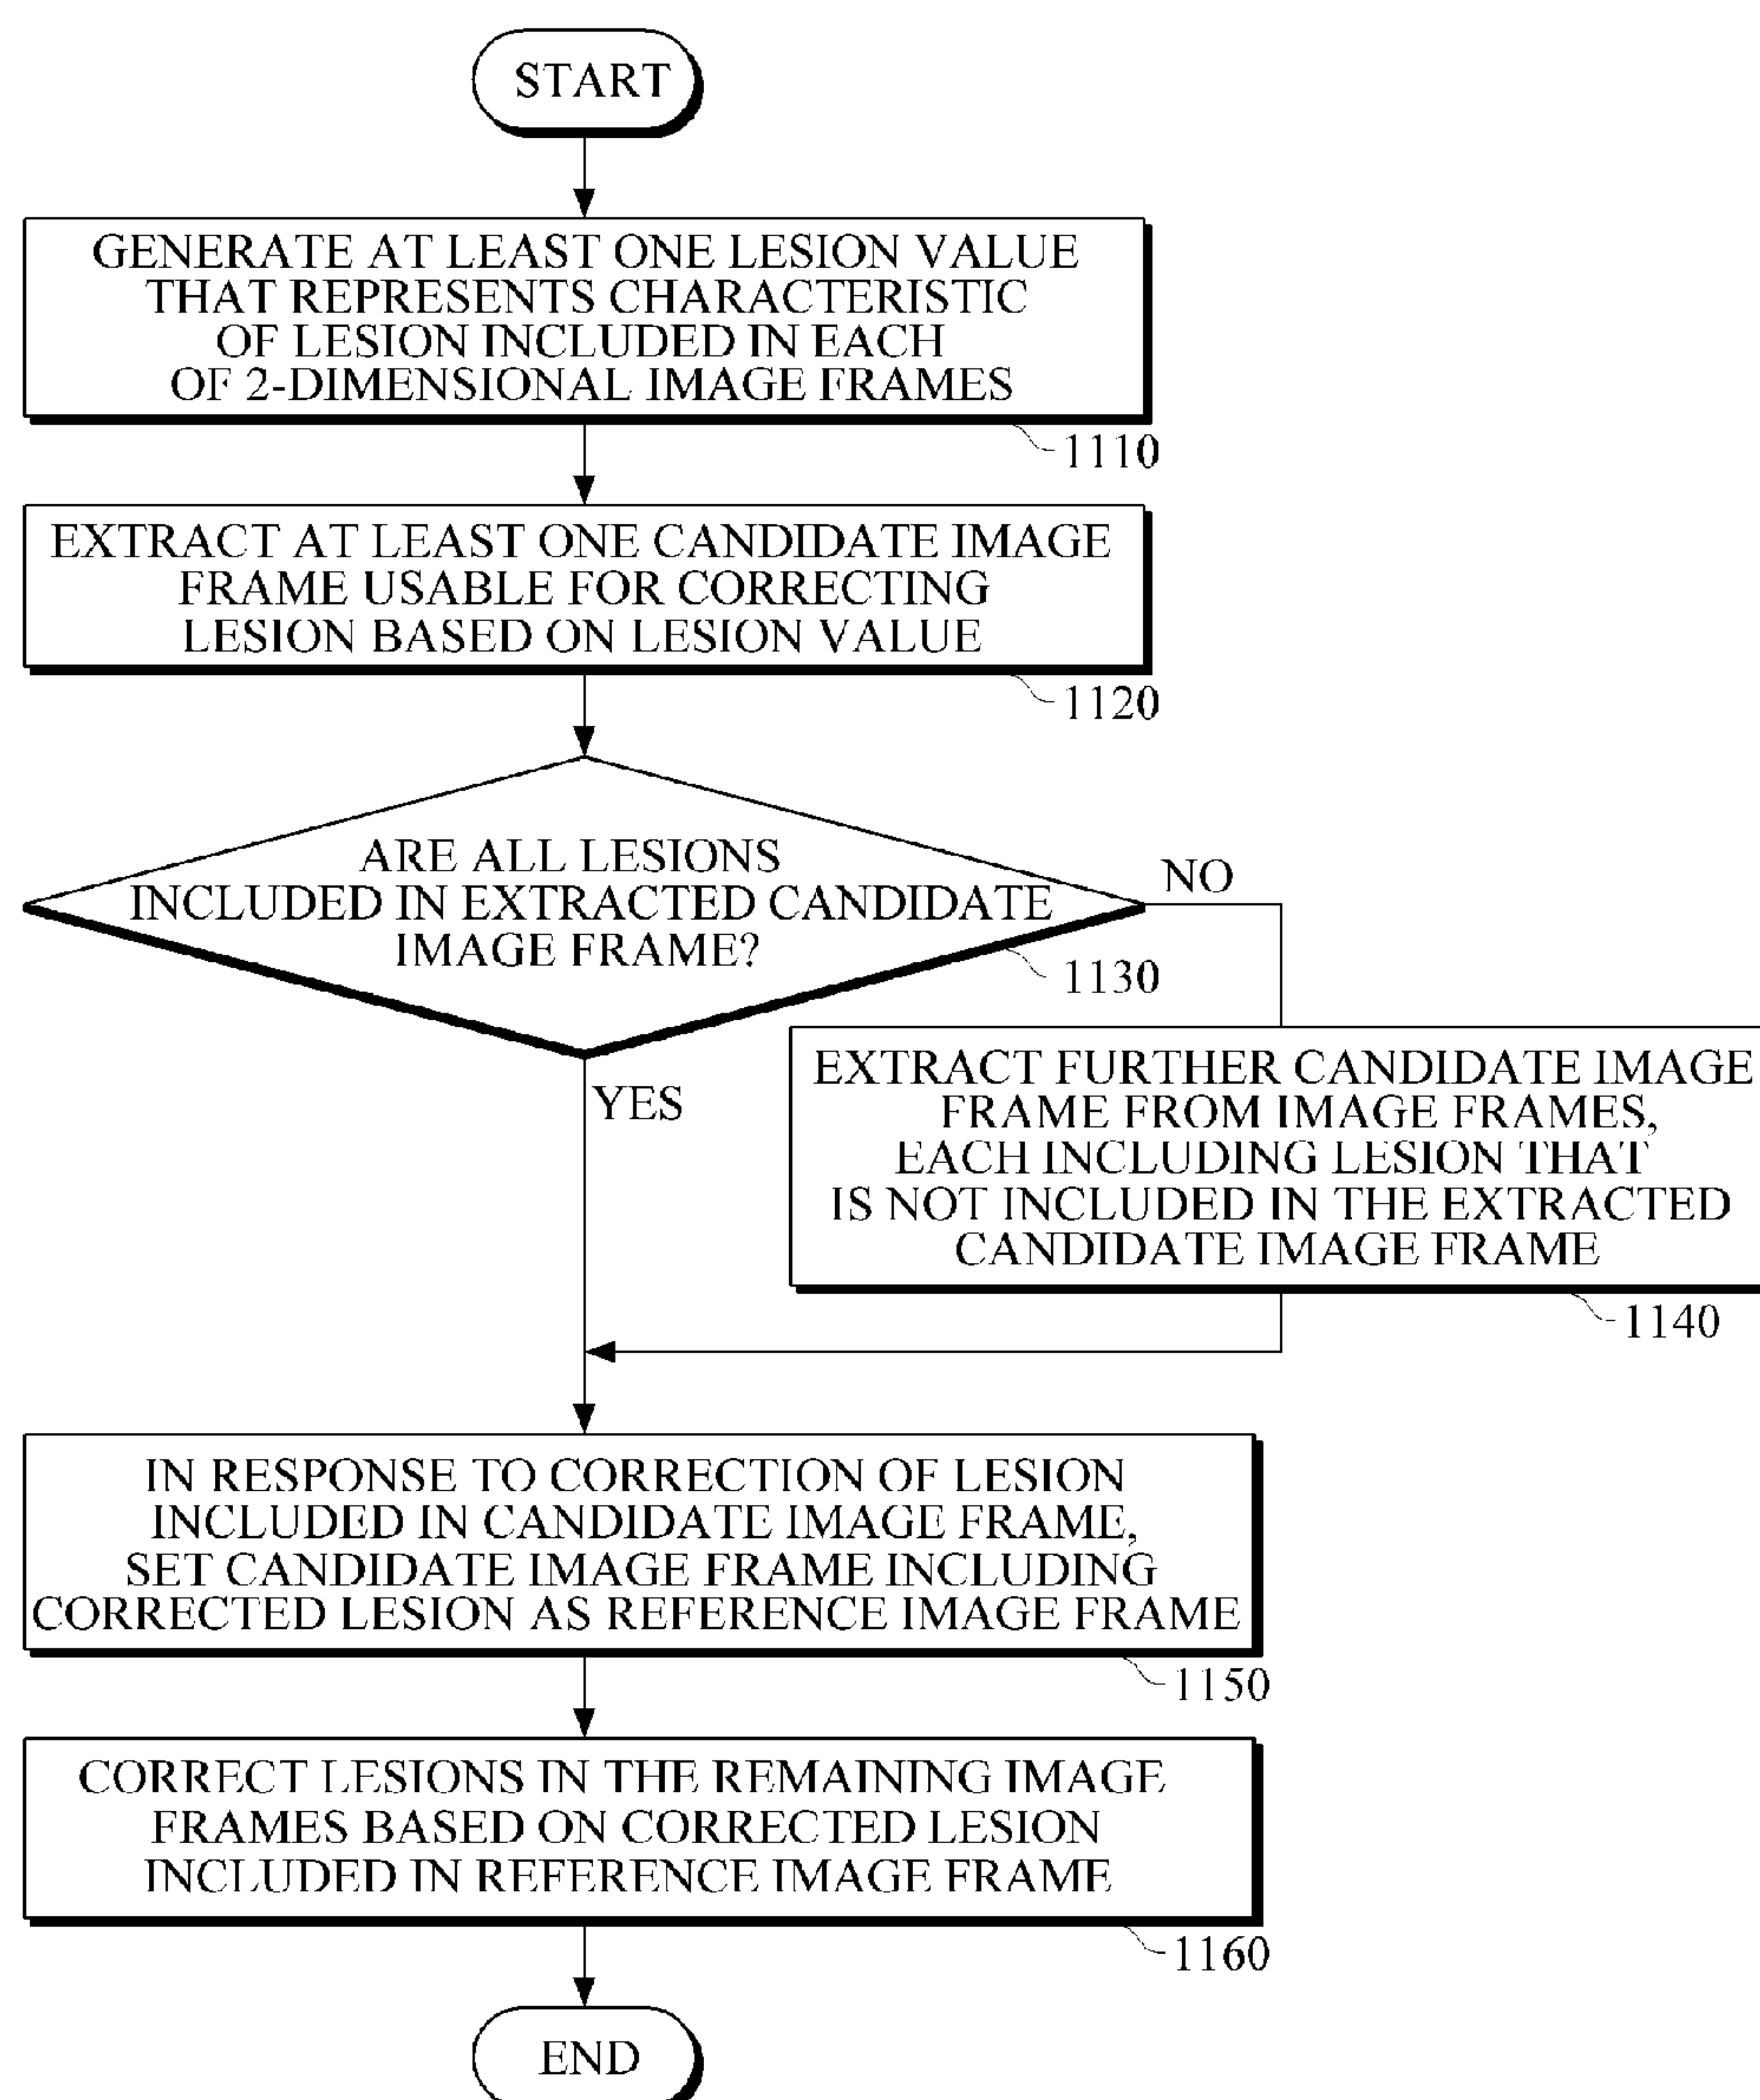 START
GENERATE AT LEAST ONE LESION VALUE
THAT REPRESENTS CHARACTERISTIC
OF LESION INCLUDED IN EACH
OF 2-DIMENSIONAL IMAGE FRAMES
1110
EXTRACT AT LEAST ONE CANDIDATE IMAGE
FRAME USABLE FOR CORRECTING
LESION BASED ON LESION VALUE
1120
ARE ALL LESIONS
INCLUDED IN EXTRACTED CANDIDATE
IMAGE FRAME?
1130
NO
YES
EXTRACT FURTHER CANDIDATE IMAGE
FRAME FROM IMAGE FRAMES,
EACH INCLUDING LESION THAT
IS NOT INCLUDED IN THE EXTRACTED
CANDIDATE IMAGE FRAME
1140
IN RESPONSE TO CORRECTION OF LESION
INCLUDED IN CANDIDATE IMAGE FRAME,
SET CANDIDATE IMAGE FRAME INCLUDING
CORRECTED LESION AS REFERENCE IMAGE FRAME
1150
CORRECT LESIONS IN THE REMAINING IMAGE
FRAMES BASED ON CORRECTED LESION
INCLUDED IN REFERENCE IMAGE FRAME
1160
END